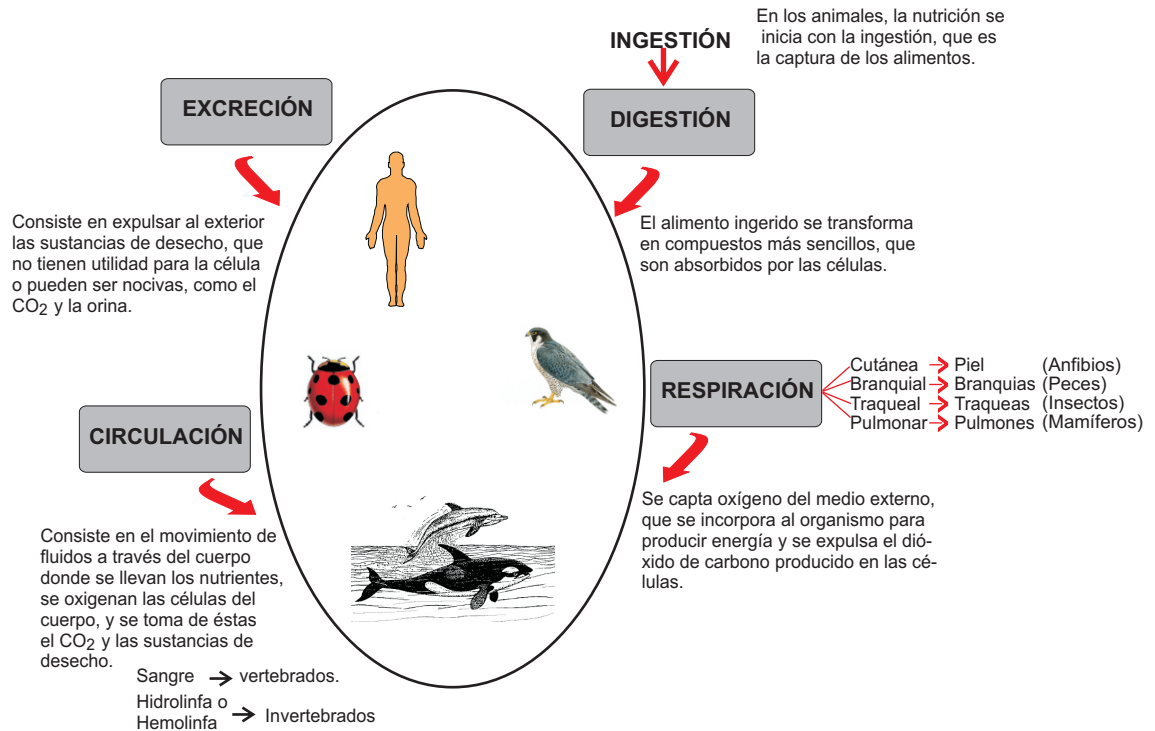 INGESTIÓN
En los animales, la nutrición se
inicia con la ingestión, que es
la captura de los alimentos.
EXCRECIÓN
DIGESTIÓN
Consiste en expulsar al exterior
las sustancias de desecho, que
no tienen utilidad para la célula
o pueden ser nocivas, como el
CO2 y la orina.
El alimento ingerido se transforma
en compuestos más sencillos, que
son absorbidos por las células.
RESPIRACIÓN
Cutánea Piel (Anfibios)
Branquial Branquias (Peces)
Traqueal Traqueas (Insectos)
Pulmonar Pulmones (Mamíferos)
CIRCULACIÓN
Se capta oxígeno del medio externo,
que se incorpora al organismo para
producir energía y se expulsa el dió-
xido de carbono producido en las cé-
lulas.
Consiste en el movimiento de
fluidos a través del cuerpo
donde se llevan los nutrientes,
se oxigenan las células del
cuerpo, y se toma de éstas
el CO2 y las sustancias de
desecho.
Sangre vertebrados.
Hidrolinfa o
Hemolinfa Invertebrados